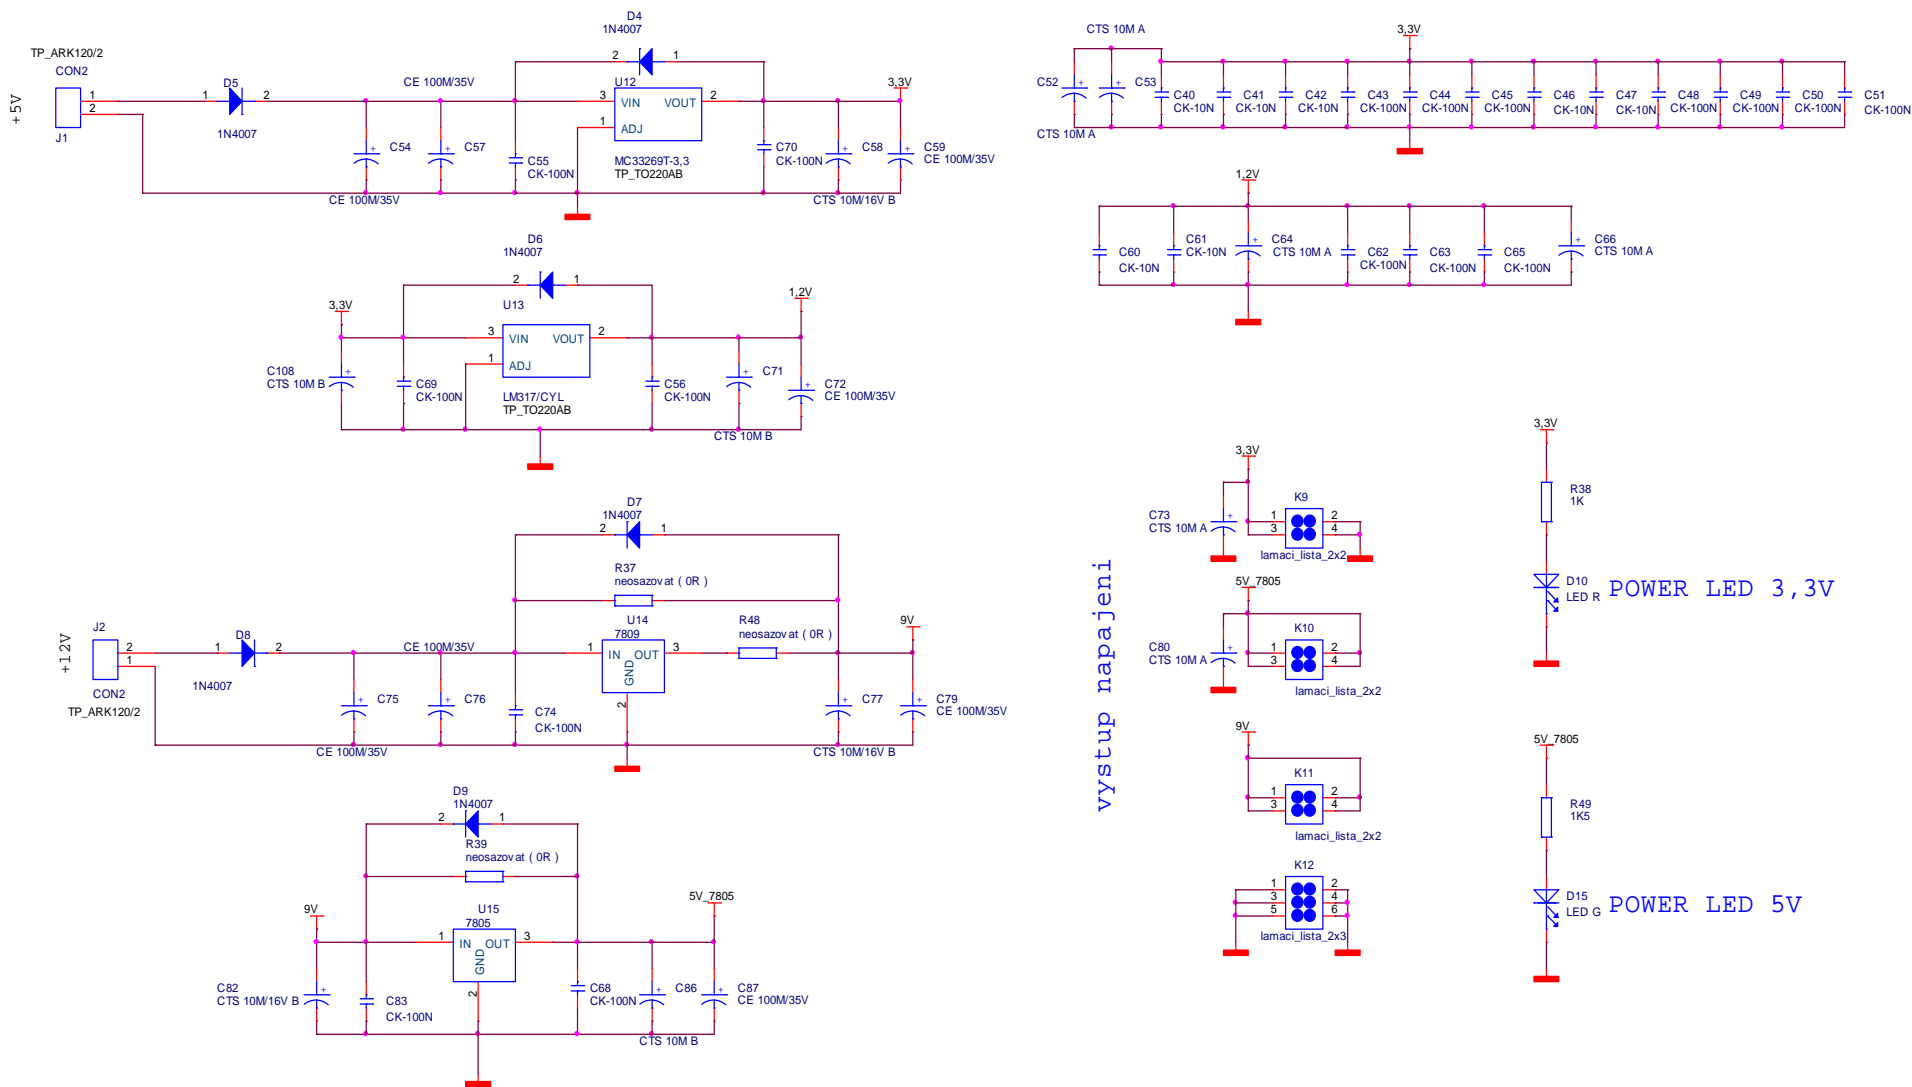 D4
1N4007
TP_ARK120/2
CON2
+5V
1
2
J1
D5
1
2
1N4007
CE 100M/35V
2
1
U12
3
VIN
VOUT
2
1
ADJ
MC33269T-3,3
TP_TO220AB
3,3V
C54
C57
C55
CK-100N
C70
CK-100N
C58
C59
CE 100M/35V
CE 100M/35V
CTS 10M/16V B
D6
1N4007
2
1
U13
3,3V
1,2V
3
VIN
VOUT
2
1
ADJ
LM317/CYL
TP_TO220AB
C108
CTS 10M B
C69
CK-100N
C56
CK-100N
C71
C72
CE 100M/35V
CTS 10M B
D7
1N4007
2
1
R37
neosazovat ( 0R )
U14
7809
R48
neosazovat ( 0R )
9V
J2
+12V
2
1
CON2
TP_ARK120/2
D8
1
2
1N4007
CE 100M/35V
1
IN
OUT
GND
3
2
C75
C76
C74
CK-100N
C77
C79
CE 100M/35V
CE 100M/35V
CTS 10M/16V B
D9
1N4007
2
1
R39
neosazovat ( 0R )
9V
U15
7805
5V_7805
1
IN
OUT
GND
3
2
C82
CTS 10M/16V B
C83
CK-100N
C68
CK-100N
C86
C87
CE 100M/35V
CTS 10M B
CTS 10M A
3,3V
C52
C53
C40
CK-10N
C41
CK-10N
C42
CK-10N
C43
CK-100N
C44
CK-100N
C45
CK-100N
C46
CK-10N
C47
CK-10N
C48
CK-100N
C49
CK-100N
C50
CK-100N
C51
CK-100N
CTS 10M A
1,2V
C60
CK-10N
C61
CK-10N
C64
CTS 10M A
C62
CK-100N
C63
CK-100N
C65
CK-100N
C66
CTS 10M A
vystup napajeni
3,3V
C73
CTS 10M A
K9
1
2
3
4
lamaci_lista_2x2
5V_7805
C80
CTS 10M A
K10
1
2
3
4
lamaci_lista_2x2
9V
K11
1
2
3
4
lamaci_lista_2x2
K12
1
2
3
4
5
6
lamaci_lista_2x3
3,3V
R38
1K
D10
LED R
POWER LED 3,3V
5V_7805
R49
1K5
D15
LED G
POWER LED 5V